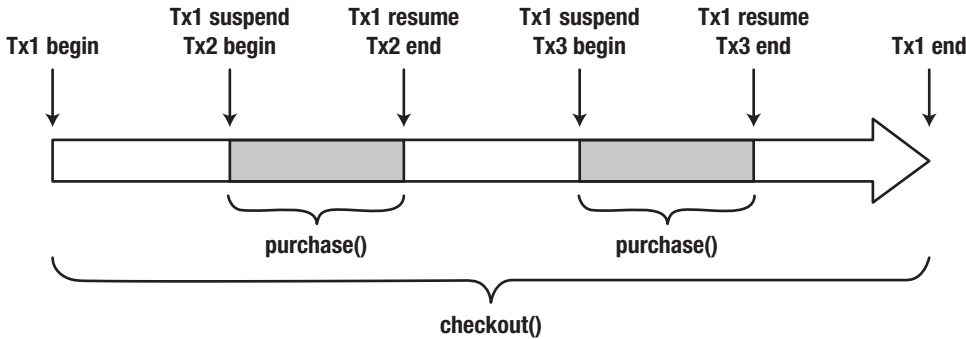 Tx1 begin
Tx1 suspend
Tx2 begin
Tx1 resume
Tx2 end
Tx1 suspend
Tx3 begin
Tx1 resume
Tx3 end
Tx1 end
purchase()
purchase()
checkout()